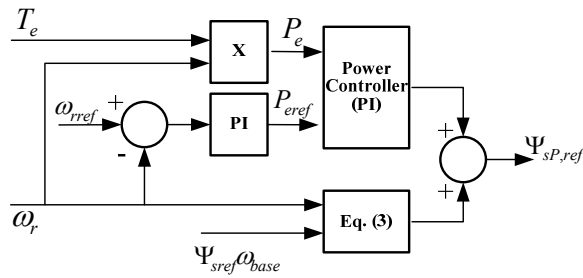 T_e
X
P_e
Power
Controller
(PI)
ω_rref
+
-
PI
P_eref
+
+
Ψ_sP,ref
ω_r
Eq. (3)
Ψ_sref ω_base